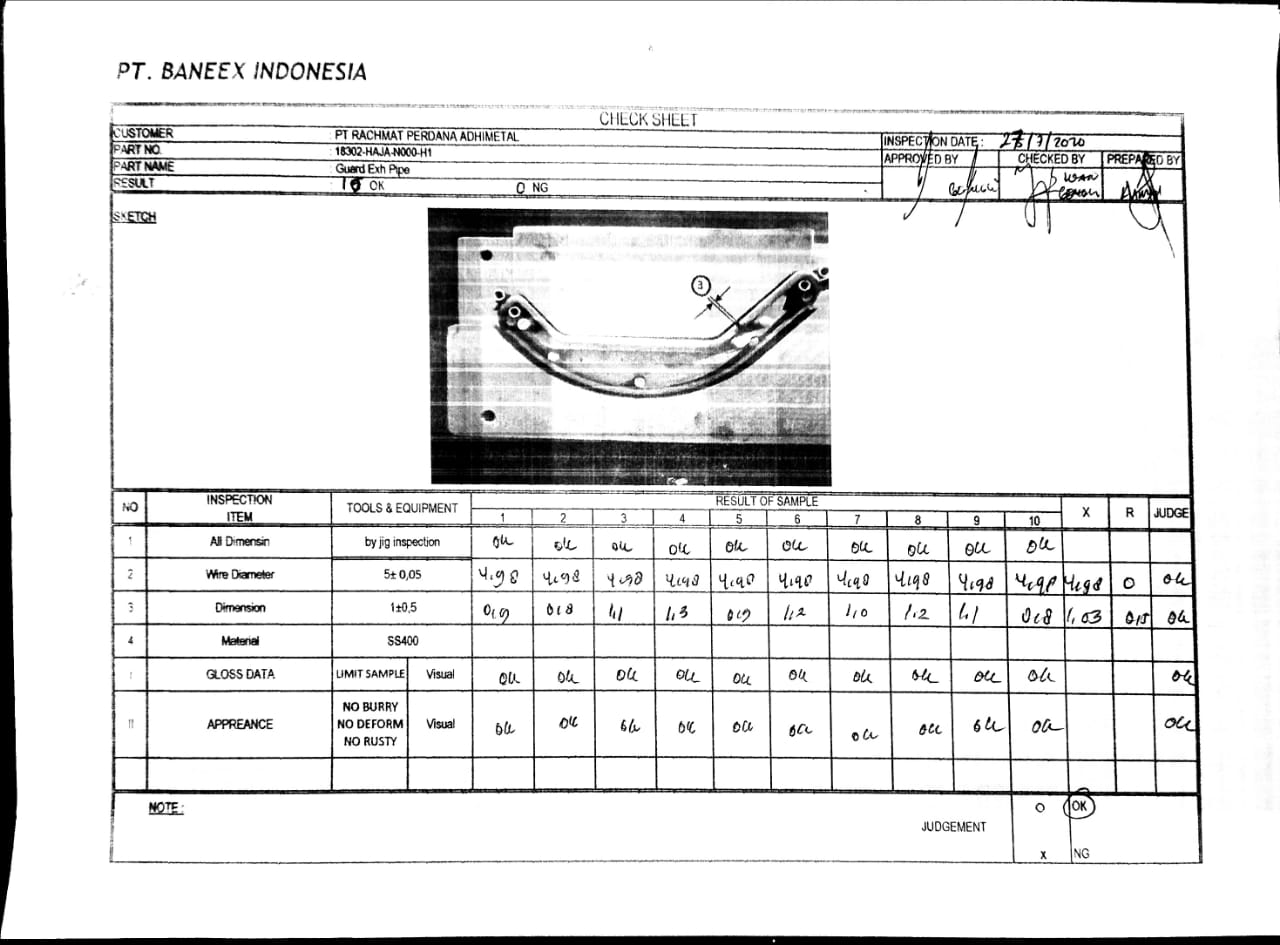 PT. BANEEX INDONESIA
CHECK SHEET
CUSTOMER : PT RACHMAT PERDANA ADHIMETAL
PART NO. : 18302-HAJA-N000-H1
PART NAME : Guard Exh Pipe
RESULT : 10 OK 0 NG
INSPECTION DATE : 28/7/2020
APPROVED BY CHECKED BY PREPARED BY
SKETCH
3
NO INSPECTION ITEM TOOLS & EQUIPMENT RESULT OF SAMPLE X R JUDGE
1 2 3 4 5 6 7 8 9 10
1 All Dimensin by jig inspection OK OK OK OK OK OK OK OK OK OK
2 Wire Diameter 5± 0,05 4,98 4,98 4,98 4,98 4,98 4,98 4,98 4,98 4,98 4,98 4,98 0 OK
3 Dimension 1±0,5 0,9 0,8 1,1 1,3 0,9 1,2 1,0 1,2 1,1 0,8 1,03 0,5 OK
4 Material SS400
I GLOSS DATA LIMIT SAMPLE Visual OK OK OK OK OK OK OK OK OK OK OK
II APPREANCE NO BURRY NO DEFORM NO RUSTY Visual OK OK OK OK OK OK OK OK OK OK OK
NOTE :
JUDGEMENT
O OK
X NG